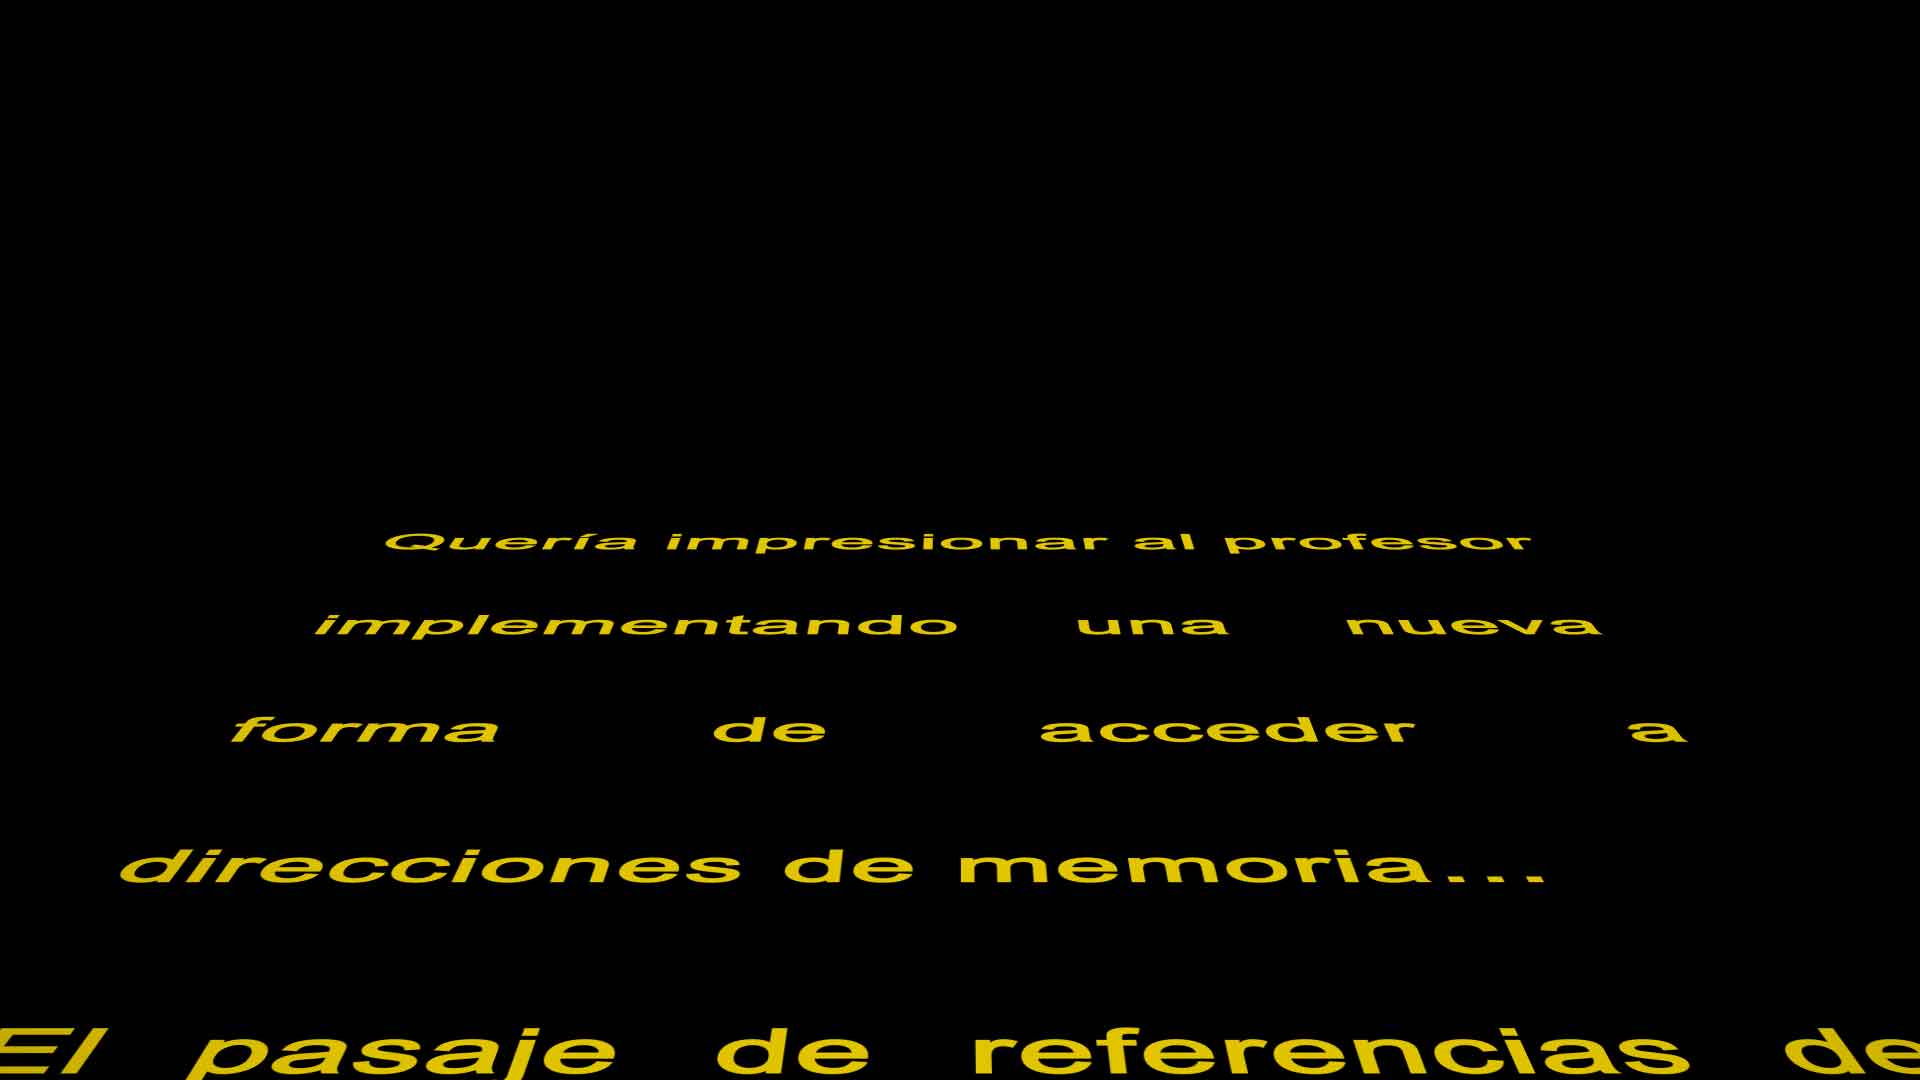 Quería impresionar al profesor
implementando una nueva
forma de acceder a
direcciones de memoria...
El pasaje de referencias de